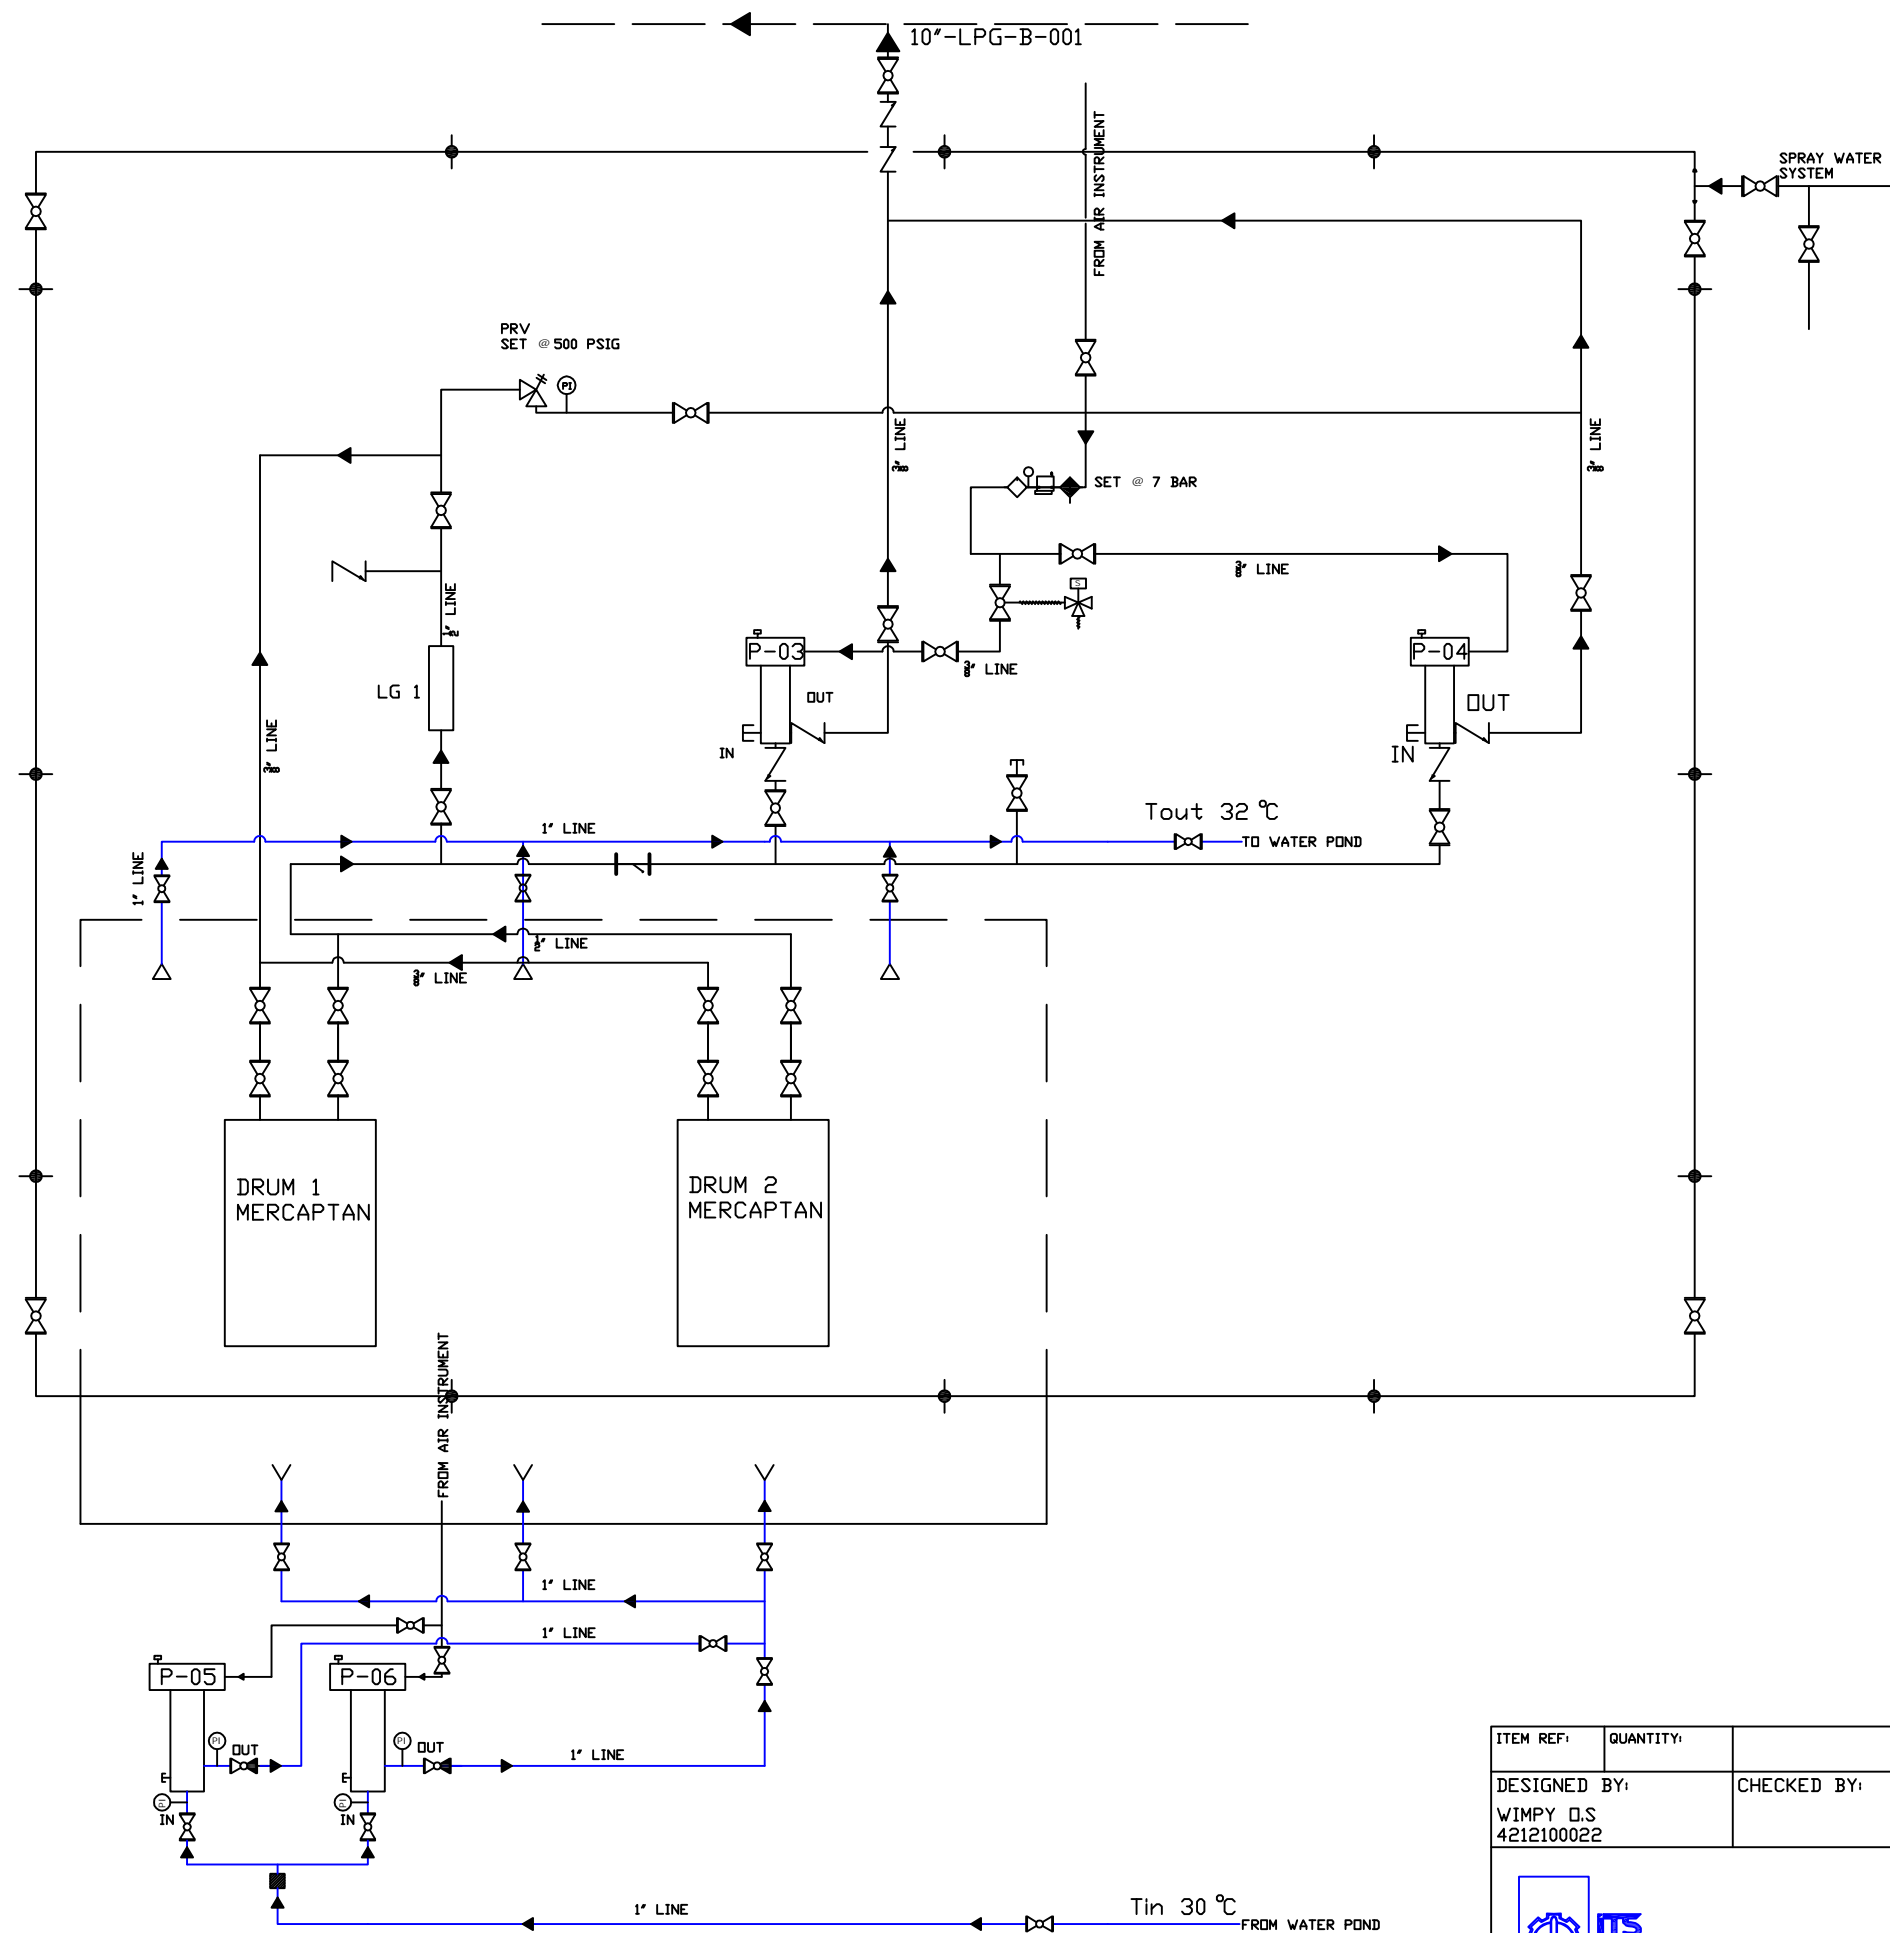 10"-LPG-B-001
FROM AIR INSTRUMENT
SPRAY WATER
SYSTEM
PRV
SET @ 500 PSIG
PI
3/8" LINE
3/8" LINE
SET @ 7 BAR
3/8" LINE
S
1/2" LINE
P-03
P-04
3/8" LINE
LG 1
OUT
OUT
3/8" LINE
IN
IN
Tout 32 °C
1" LINE
TO WATER POND
1" LINE
1/2" LINE
3/8" LINE
DRUM 1
MERCAPTAN
DRUM 2
MERCAPTAN
FROM AIR INSTRUMENT
1" LINE
1" LINE
P-05
P-06
PI
OUT
PI
OUT
1" LINE
PI
IN
PI
IN
1" LINE
Tin 30 °C
FROM WATER POND
ITEM REF:
QUANTITY:
DESIGNED BY:
CHECKED BY:
WIMPY O.S
4212100022
ITS